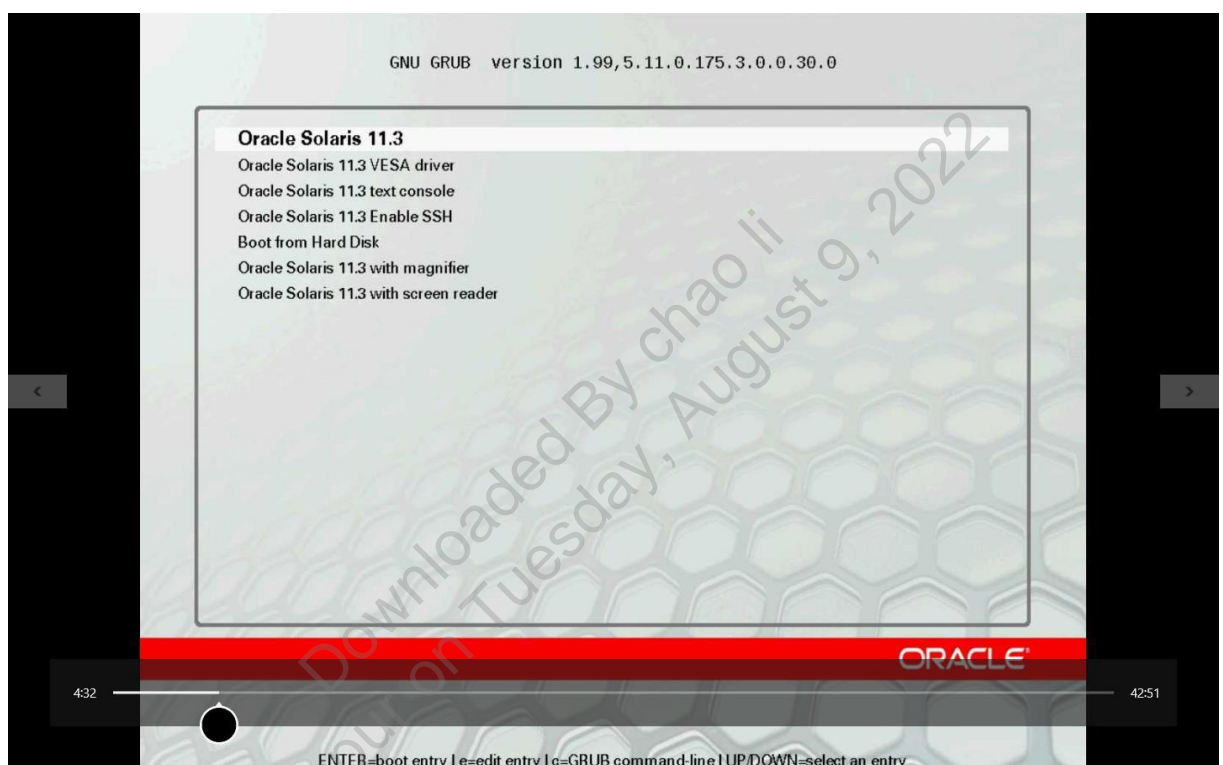 GNU GRUB version 1.99,5.11.0.175.3.0.0.30.0
Oracle Solaris 11.3
Oracle Solaris 11.3 VESA driver
Oracle Solaris 11.3 text console
Oracle Solaris 11.3 Enable SSH
Boot from Hard Disk
Oracle Solaris 11.3 with magnifier
Oracle Solaris 11.3 with screen reader
Downloaded By chao li
on Tuesday, August 9, 2022
ORACLE
4:32
42:51
ENTER=boot entry | e=edit entry | c=GRUB command-line | UP/DOWN=select an entry